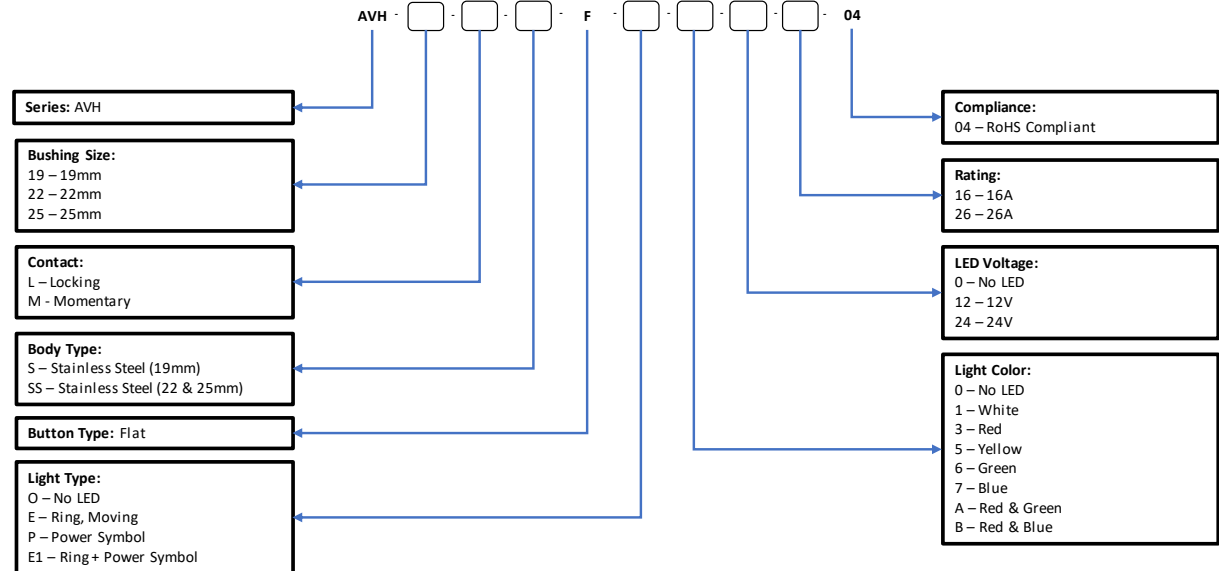 AVH - - - - F - - - - - 04
Series: AVH
Bushing Size:
19 – 19mm
22 – 22mm
25 – 25mm
Contact:
L – Locking
M - Momentary
Body Type:
S – Stainless Steel (19mm)
SS – Stainless Steel (22 & 25mm)
Button Type: Flat
Light Type:
O – No LED
E – Ring, Moving
P – Power Symbol
E1 – Ring + Power Symbol
Compliance:
04 – RoHS Compliant
Rating:
16 – 16A
26 – 26A
LED Voltage:
0 – No LED
12 – 12V
24 – 24V
Light Color:
0 – No LED
1 – White
3 – Red
5 – Yellow
6 – Green
7 – Blue
A – Red & Green
B – Red & Blue